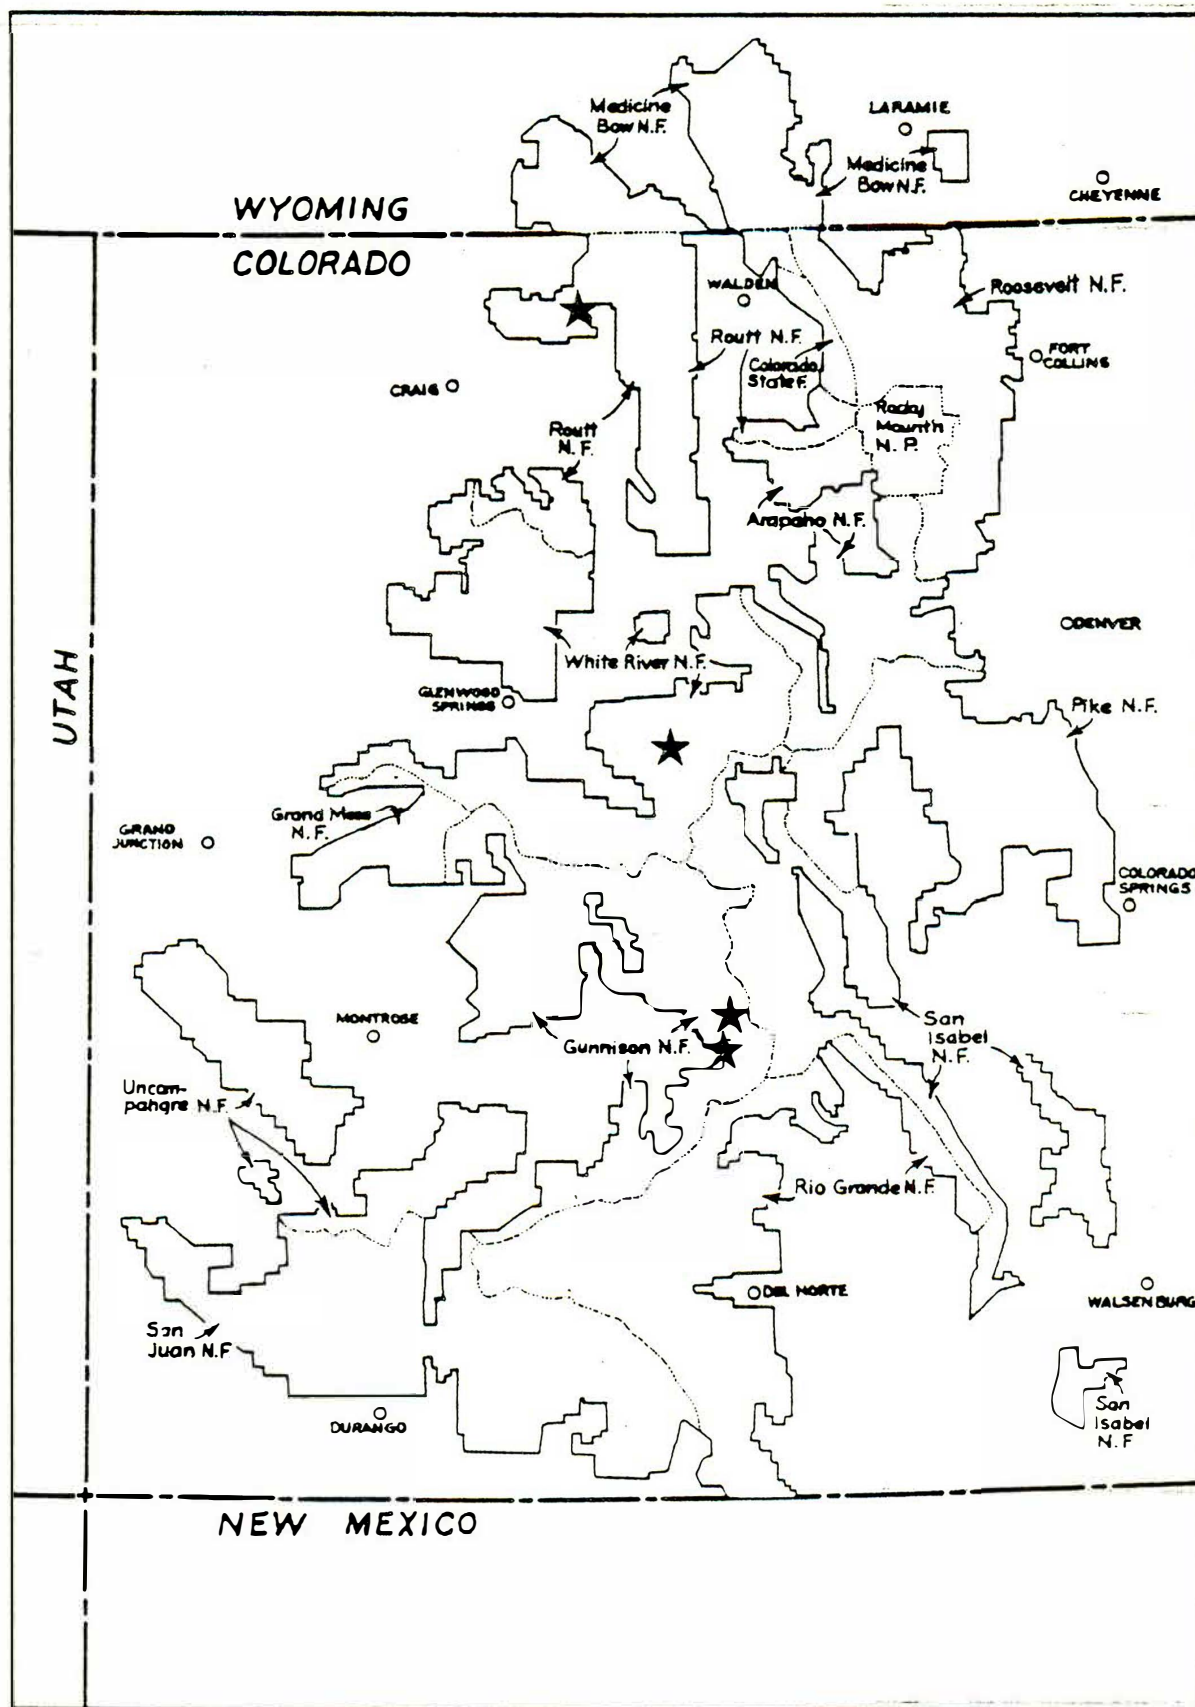 Medicine
Bow N.F.
LARAMIE
Medicine
Bow N.F.
CHEYENNE
WYOMING
COLORADO
WALDEN
Roosevelt N.F.
Routt N.F.
FORT
COLLINS
Colorado
State F.
CRAIG
Rocky
Mount'n
N.P.
Routt
N.F.
Arapaho N.F.
DENVER
UTAH
White River N.F.
GLENWOOD
SPRINGS
Pike N.F.
Grand Mesa
N.F.
GRAND
JUNCTION
COLORADO
SPRINGS
MONTROSE
San
Isabel
N.F.
Gunnison N.F.
Uncom-
pahgre N.F.
Rio Grande N.F.
DEL NORTE
WALSENBURG
San
Juan N.F
San
Isabel
N.F
DURANGO
NEW MEXICO